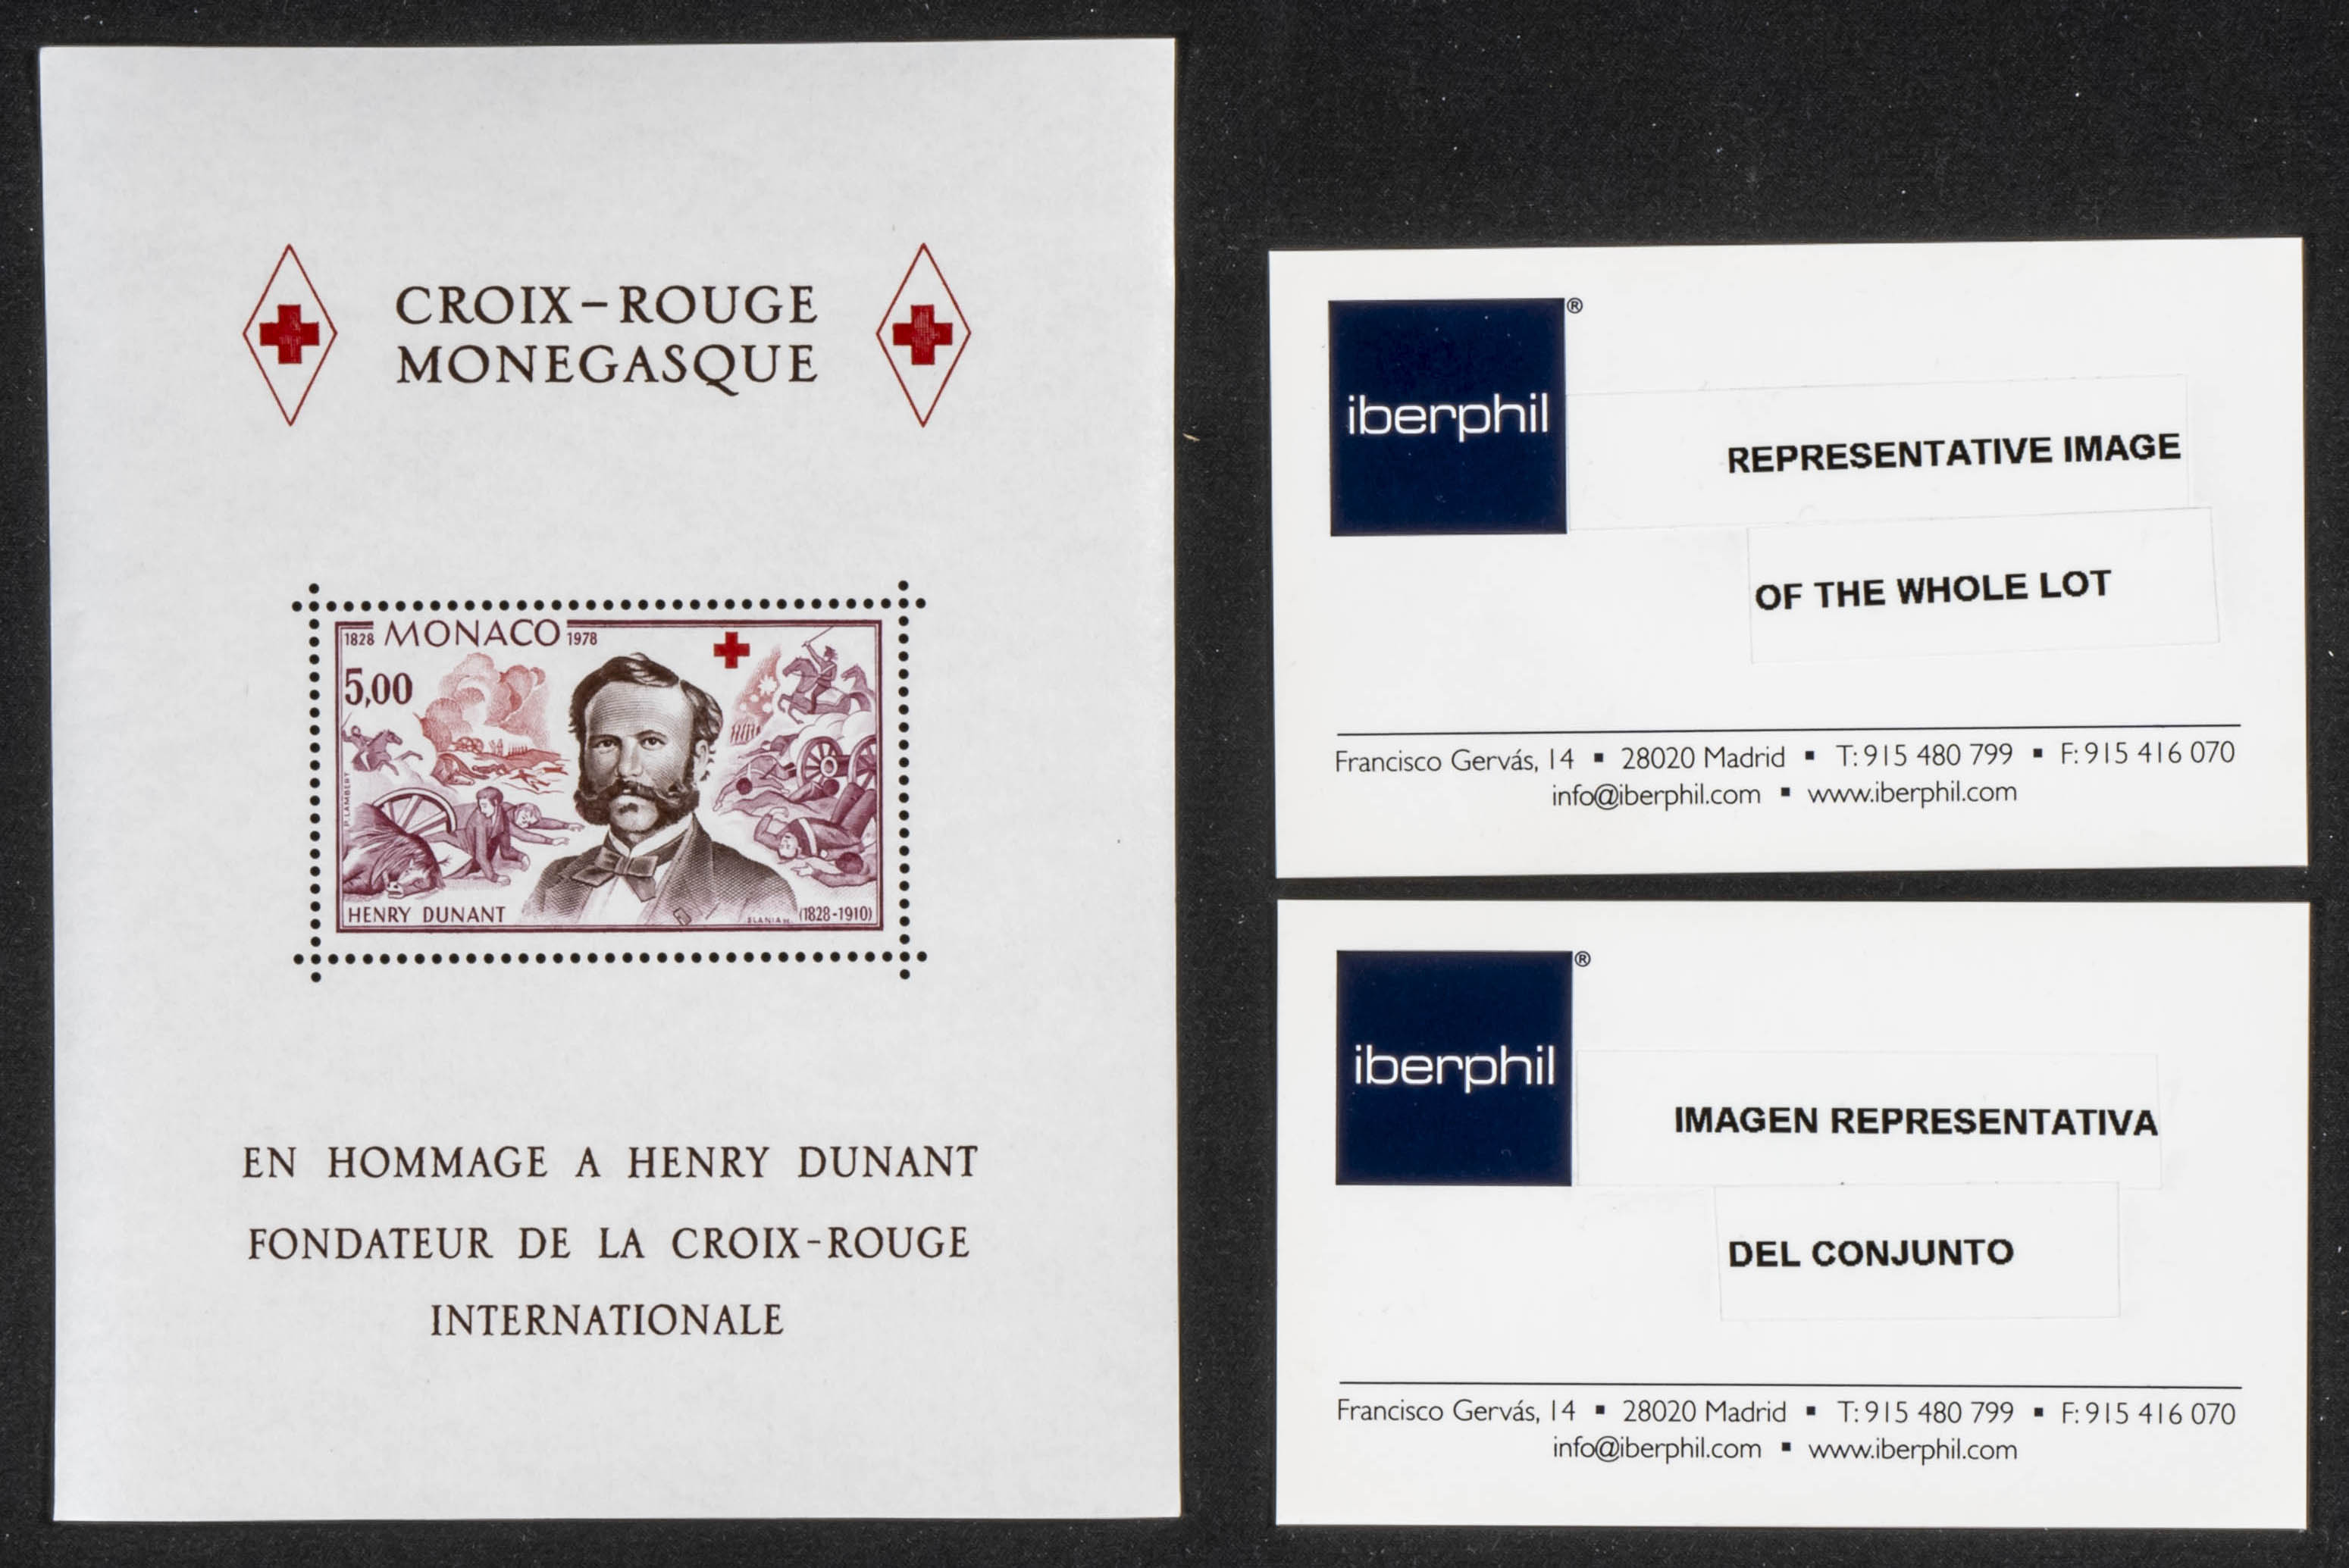 CROIX-ROUGE
MONEGASQUE
1828 MONACO 1978
5,00
P. LAMBERT
HENRY DUNANT
SLANIA
(1828-1910)
EN HOMMAGE A HENRY DUNANT
FONDATEUR DE LA CROIX-ROUGE
INTERNATIONALE
iberphil®
REPRESENTATIVE IMAGE
OF THE WHOLE LOT
Francisco Gervás, 14 ▪ 28020 Madrid ▪ T: 915 480 799 ▪ F: 915 416 070
info@iberphil.com ▪ www.iberphil.com
iberphil®
IMAGEN REPRESENTATIVA
DEL CONJUNTO
Francisco Gervás, 14 ▪ 28020 Madrid ▪ T: 915 480 799 ▪ F: 915 416 070
info@iberphil.com ▪ www.iberphil.com